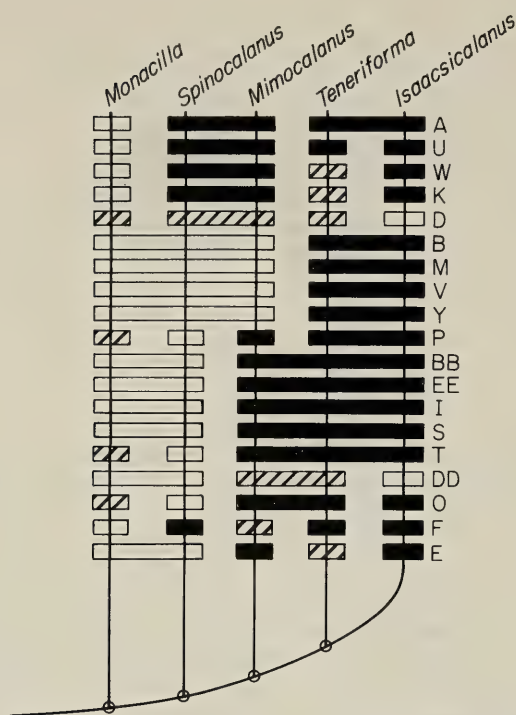 Monacilla
Spinocalanus
Mimocalanus
Teneriforma
Isaacsicalanus
A
U
W
K
D
B
M
V
Y
P
BB
EE
I
S
T
DD
O
F
E